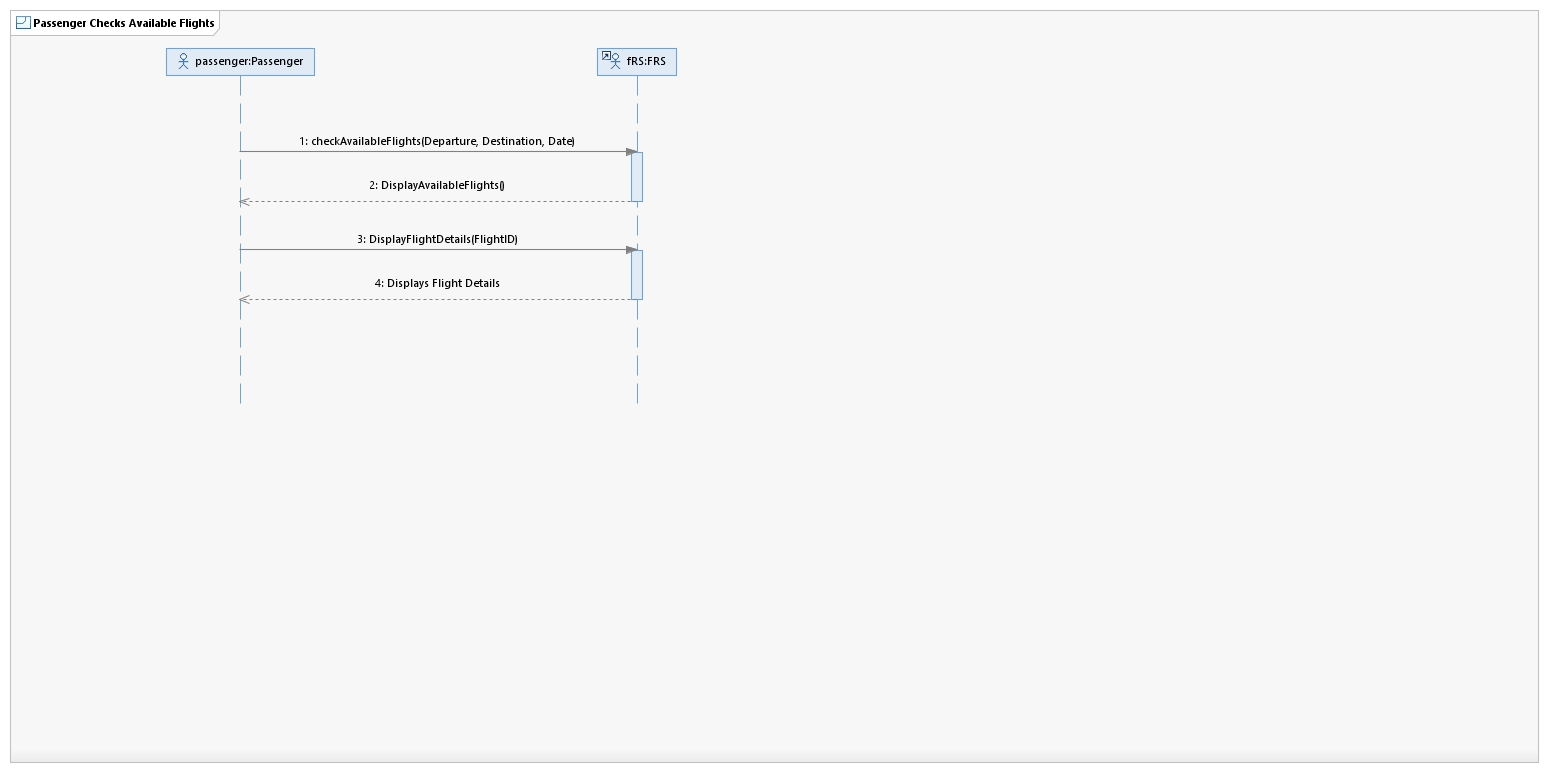 Passenger Checks Available Flights
passenger:Passenger
fRS:FRS
1: checkAvailableFlights(Departure, Destination, Date)
2: DisplayAvailableFlights()
3: DisplayFlightDetails(FlightID)
4: Displays Flight Details